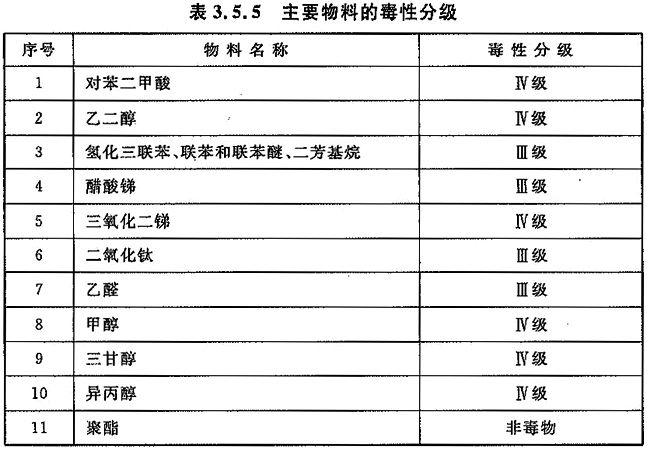 表3.5.5 主要物料的毒性分级
序号 物料名称 毒性分级
1 对苯二甲酸 Ⅳ级
2 乙二醇 Ⅳ级
3 氢化三联苯、联苯和联苯醚、二芳基烷 Ⅲ级
4 醋酸锑 Ⅲ级
5 三氧化二锑 Ⅳ级
6 二氧化钛 Ⅲ级
7 乙醛 Ⅲ级
8 甲醇 Ⅳ级
9 三甘醇 Ⅳ级
10 异丙醇 Ⅳ级
11 聚酯 非毒物